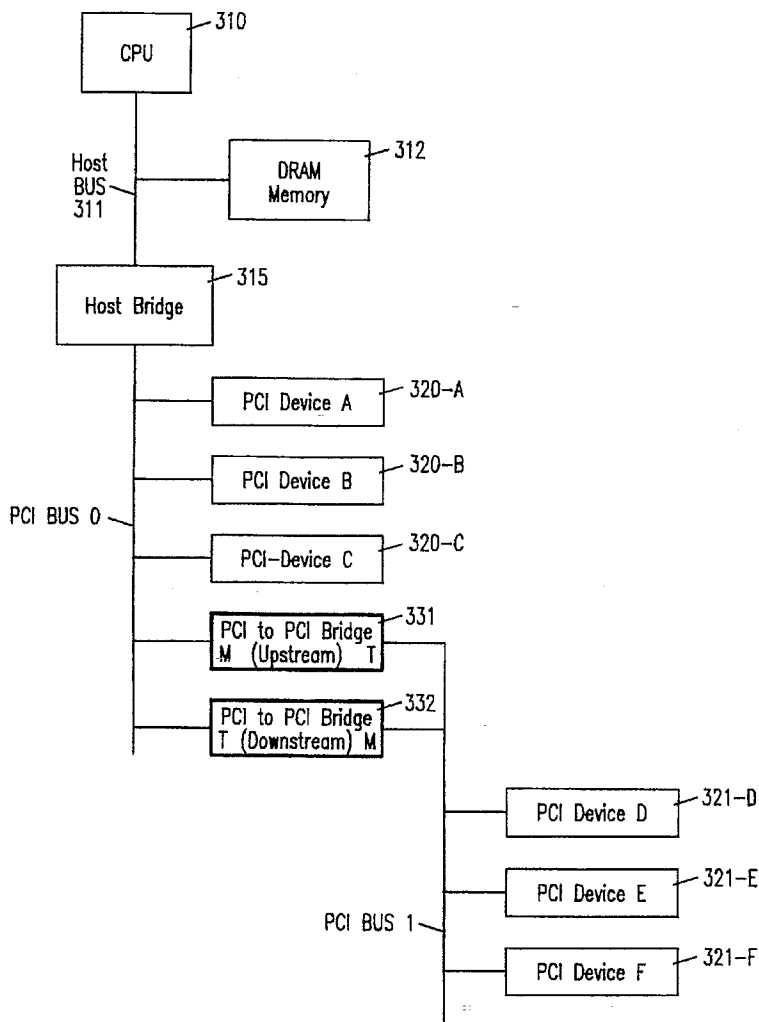 310
CPU
312
DRAM
Memory
Host
BUS
311
315
Host Bridge
320-A
PCI Device A
320-B
PCI Device B
PCI BUS 0
320-C
PCI-Device C
331
PCI to PCI Bridge
M (Upstream) T
332
PCI to PCI Bridge
T (Downstream) M
321-D
PCI Device D
321-E
PCI Device E
PCI BUS 1
321-F
PCI Device F